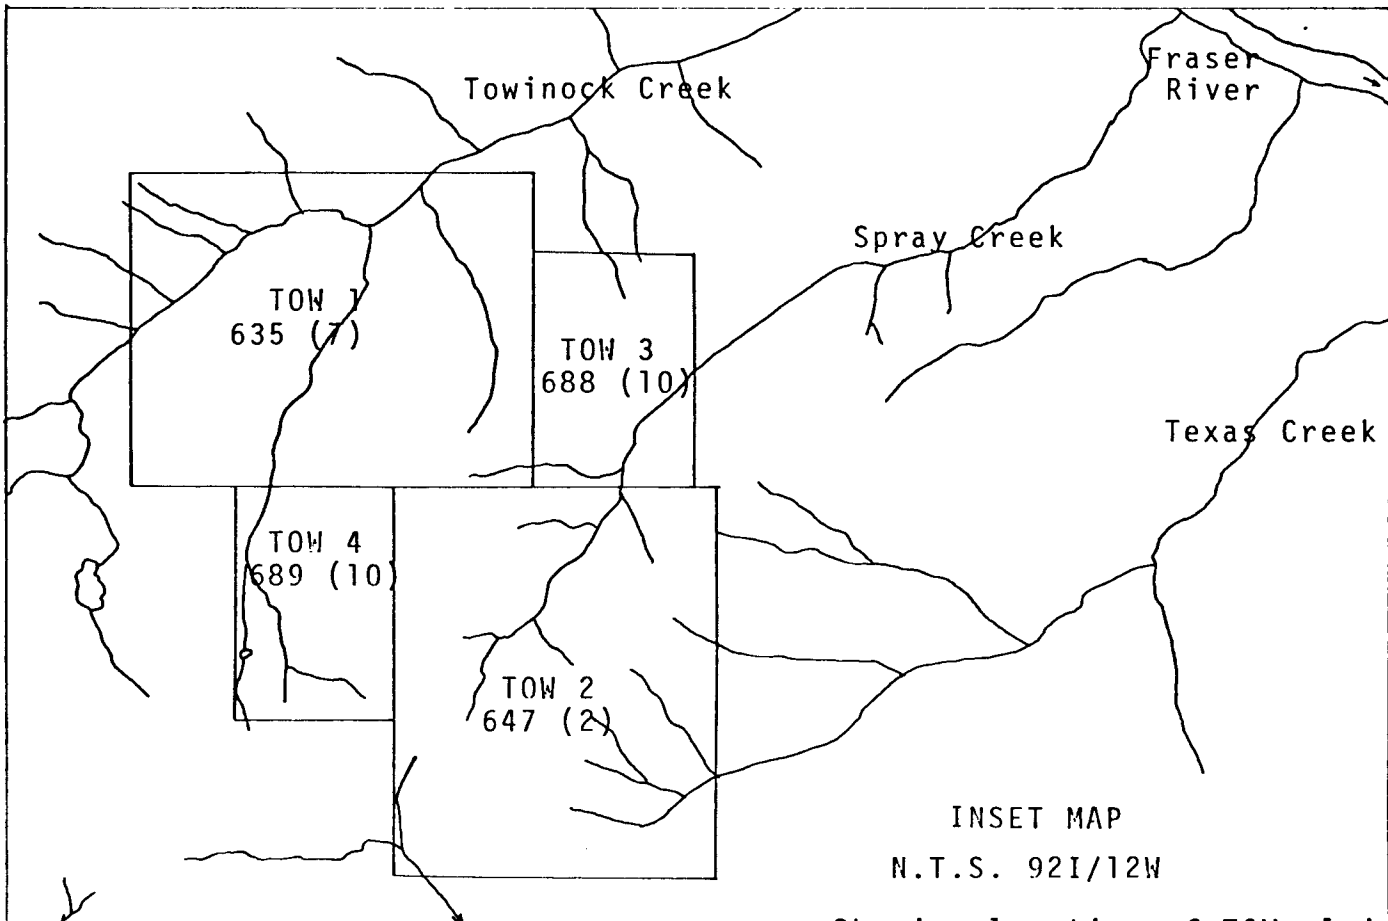 Fraser
River
Towinock Creek
Spray Creek
TOW 1
635 (7)
TOW 3
688 (10)
Texas Creek
TOW 4
689 (10)
TOW 2
647 (2)
INSET MAP
N.T.S. 92I/12W